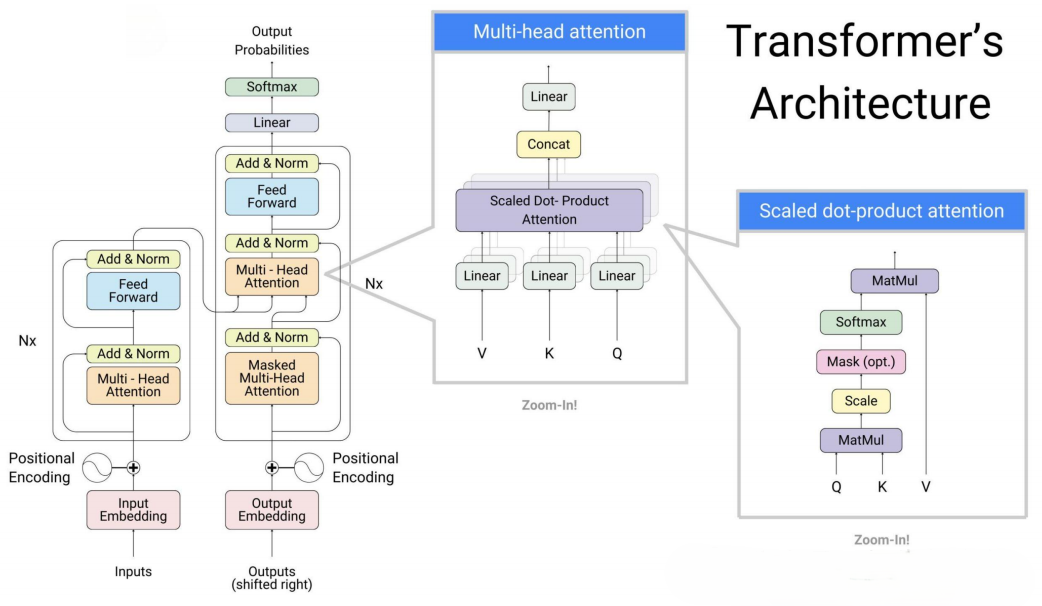 Transformer's
Architecture
Output
Probabilities
Softmax
Linear
Add & Norm
Feed
Forward
Add & Norm
Multi - Head
Attention
Nx
Add & Norm
Masked
Multi-Head
Attention
Positional
Encoding
Output
Embedding
Outputs
(shifted right)
Add & Norm
Feed
Forward
Nx
Add & Norm
Multi - Head
Attention
Positional
Encoding
Input
Embedding
Inputs
Multi-head attention
Linear
Concat
Scaled Dot- Product
Attention
Linear
Linear
Linear
V
K
Q
Zoom-In!
Scaled dot-product attention
MatMul
Softmax
Mask (opt.)
Scale
MatMul
Q
K
V
Zoom-In!